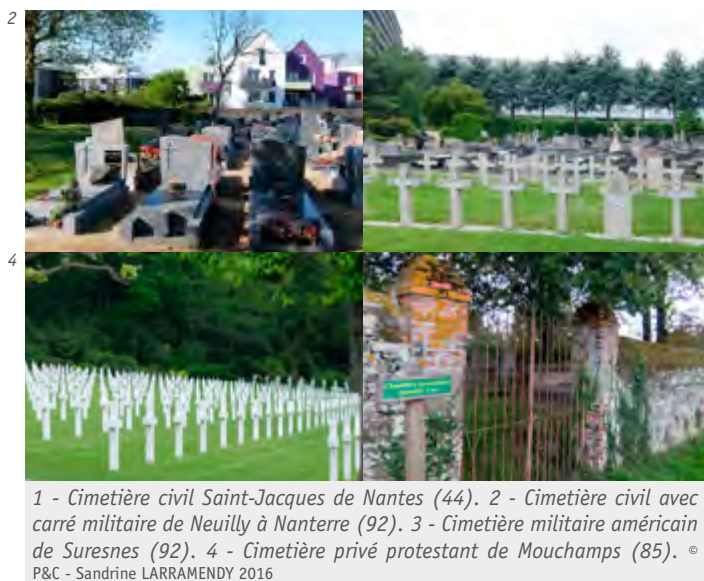 2
4
1 - Cimetière civil Saint-Jacques de Nantes (44). 2 - Cimetière civil avec
carré militaire de Neuilly à Nanterre (92). 3 - Cimetière militaire américain
de Suresnes (92). 4 - Cimetière privé protestant de Mouchamps (85). ©
P&C - Sandrine LARRAMENDY 2016